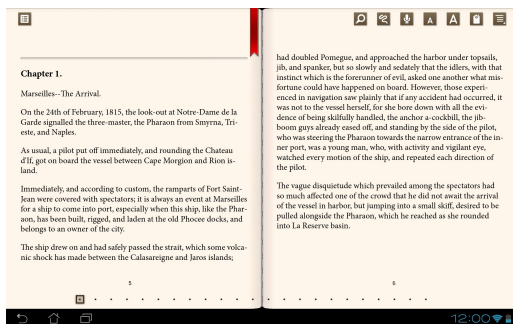 A A
Chapter 1.
Marseilles--The Arrival.
On the 24th of February, 1815, the look-out at Notre-Dame de la
Garde signalled the three-master, the Pharaon from Smyrna, Tri-
este, and Naples.
As usual, a pilot put off immediately, and rounding the Chateau
d'If, got on board the vessel between Cape Morgion and Rion is-
land.
Immediately, and according to custom, the ramparts of Fort Saint-
Jean were covered with spectators; it is always an event at Marseilles
for a ship to come into port, especially when this ship, like the Phar-
aon, has been built, rigged, and laden at the old Phocee docks, and
belongs to an owner of the city.
The ship drew on and had safely passed the strait, which some volca-
nic shock has made between the Calasareigne and Jaros islands;
5
had doubled Pomegue, and approached the harbor under topsails,
jib, and spanker, but so slowly and sedately that the idlers, with that
instinct which is the forerunner of evil, asked one another what mis-
fortune could have happened on board. However, those experi-
enced in navigation saw plainly that if any accident had occurred, it
was not to the vessel herself, for she bore down with all the evi-
dence of being skilfully handled, the anchor a-cockbill, the jib-
boom guys already eased off, and standing by the side of the pilot,
who was steering the Pharaon towards the narrow entrance of the in-
ner port, was a young man, who, with activity and vigilant eye,
watched every motion of the ship, and repeated each direction of
the pilot.
The vague disquietude which prevailed among the spectators had
so much affected one of the crowd that he did not await the arrival
of the vessel in harbor, but jumping into a small skiff, desired to be
pulled alongside the Pharaon, which he reached as she rounded
into La Reserve basin.
6
12:00